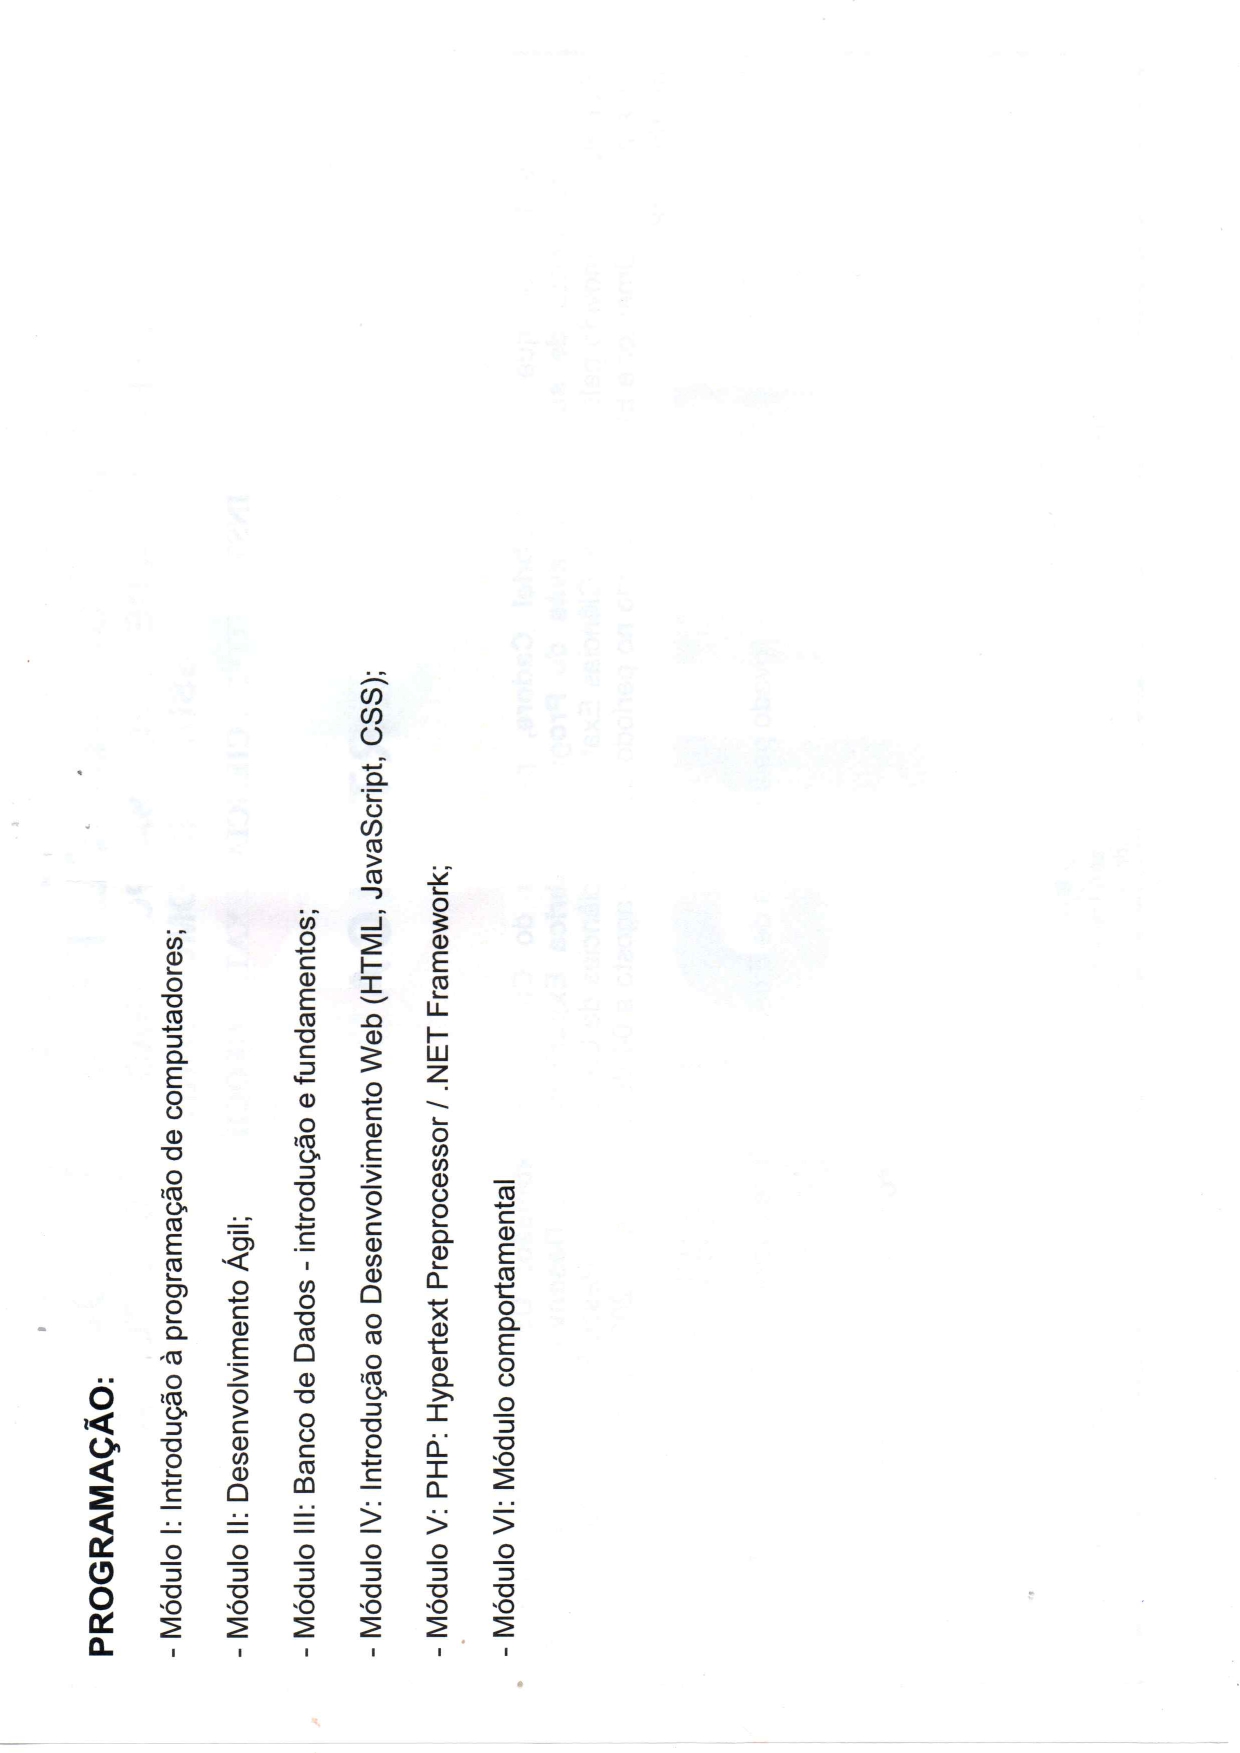 PROGRAMAÇÃO:
- Módulo I: Introdução à programação de computadores;
- Módulo II: Desenvolvimento Ágil;
- Módulo III: Banco de Dados - introdução e fundamentos;
- Módulo IV: Introdução ao Desenvolvimento Web (HTML, JavaScript, CSS);
- Módulo V: PHP: Hypertext Preprocessor / .NET Framework;
- Módulo VI: Módulo comportamental